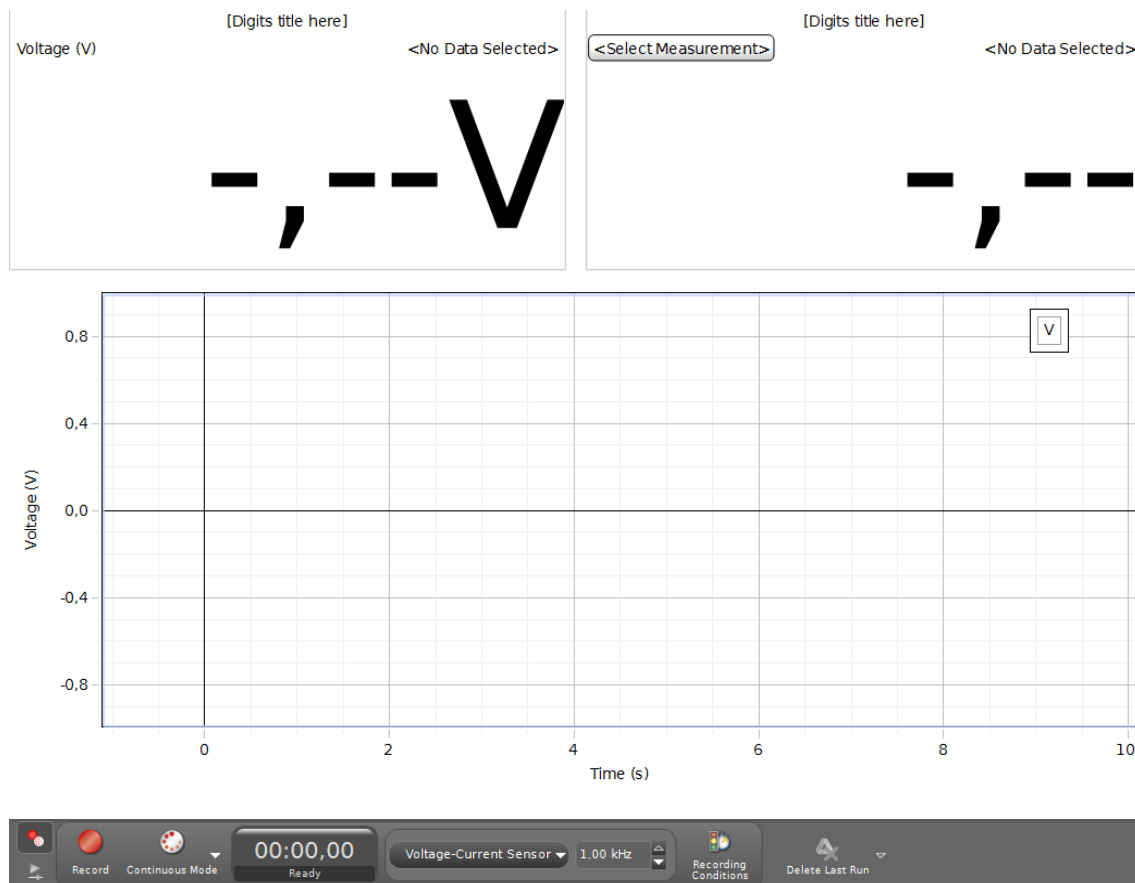 [Digits title here]
Voltage (V) <No Data Selected>
-,--V
[Digits title here]
<Select Measurement> <No Data Selected>
-,--
V
0,8
0,4
0,0
-0,4
-0,8
Voltage (V)
0 2 4 6 8 10
Time (s)
Record
Continuous Mode
00:00,00
Ready
Voltage-Current Sensor
1,00 kHz
Recording
Conditions
Delete Last Run